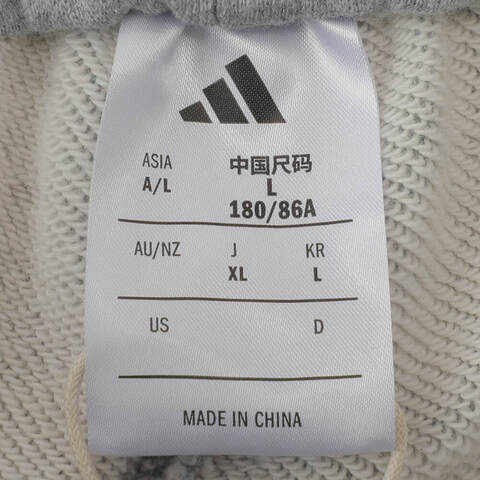 ASIA 中国尺码
A/L L
180/86A
AU/NZ J KR
XL L
US D
MADE IN CHINA